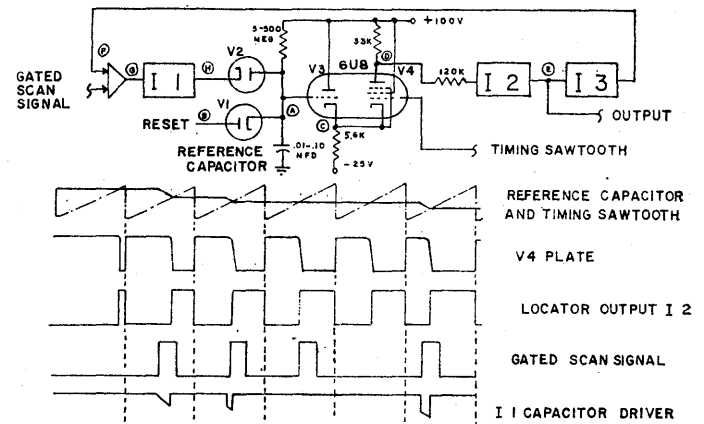 +100V
5-500
MEG
33K
F
D
V2
V3
6U8
V4
G
I 1
H
120K
I 2
E
I 3
GATED
SCAN
SIGNAL
V1
A
RESET
B
C
OUTPUT
REFERENCE
CAPACITOR
.01-.10
MFD
5.6K
-25V
TIMING SAWTOOTH
REFERENCE CAPACITOR
AND TIMING SAWTOOTH
V4 PLATE
LOCATOR OUTPUT I 2
GATED SCAN SIGNAL
I 1 CAPACITOR DRIVER